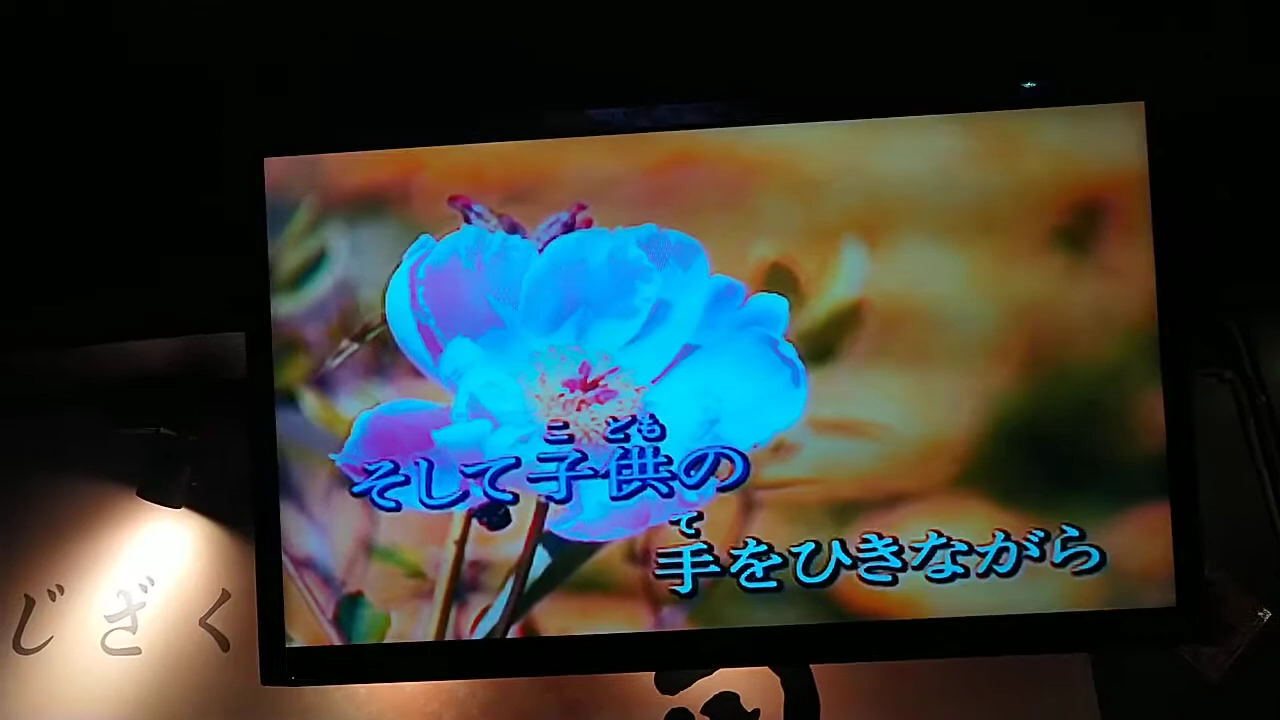 こ ども
そして子供の
て
手をひきながら
じざく